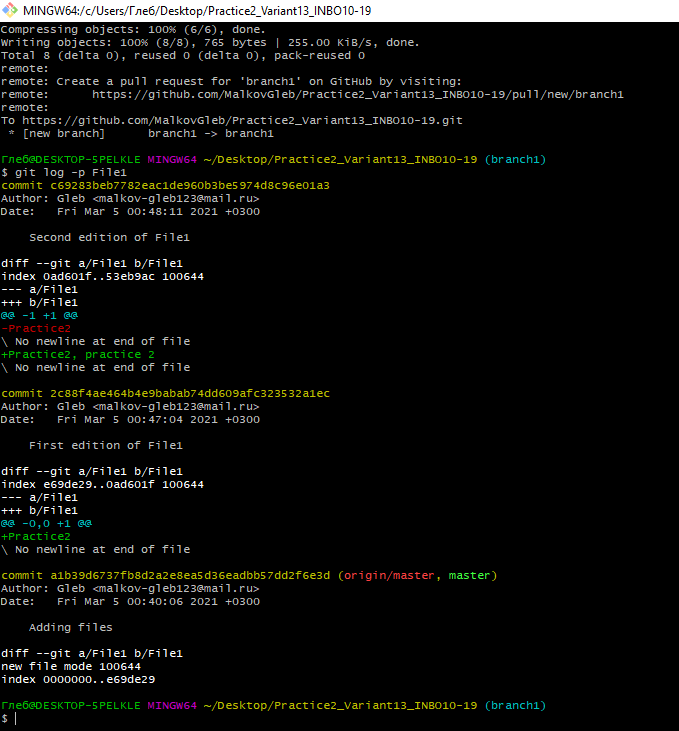 MINGW64:/c/Users/Глеб/Desktop/Practice2_Variant13_INBO10-19
Compressing objects: 100% (6/6), done.
Writing objects: 100% (8/8), 765 bytes | 255.00 KiB/s, done.
Total 8 (delta 0), reused 0 (delta 0), pack-reused 0
remote:
remote: Create a pull request for 'branch1' on GitHub by visiting:
remote:      https://github.com/MalkovGleb/Practice2_Variant13_INBO10-19/pull/new/branch1
remote:
To https://github.com/MalkovGleb/Practice2_Variant13_INBO10-19.git
 * [new branch]      branch1 -> branch1
Глеб@DESKTOP-5PELKLE MINGW64 ~/Desktop/Practice2_Variant13_INBO10-19 (branch1)
$ git log -p File1
commit c69283beb7782eac1de960b3be5974d8c96e01a3
Author: Gleb <malkov-gleb123@mail.ru>
Date:   Fri Mar 5 00:48:11 2021 +0300
    Second edition of File1
diff --git a/File1 b/File1
index 0ad601f..53eb9ac 100644
--- a/File1
+++ b/File1
@@ -1 +1 @@
-Practice2
\ No newline at end of file
+Practice2, practice 2
\ No newline at end of file
commit 2c88f4ae464b4e9babab74dd609afc323532a1ec
Author: Gleb <malkov-gleb123@mail.ru>
Date:   Fri Mar 5 00:47:04 2021 +0300
    First edition of File1
diff --git a/File1 b/File1
index e69de29..0ad601f 100644
--- a/File1
+++ b/File1
@@ -0,0 +1 @@
+Practice2
\ No newline at end of file
commit a1b39d6737fb8d2a2e8ea5d36eadbb57dd2f6e3d (origin/master, master)
Author: Gleb <malkov-gleb123@mail.ru>
Date:   Fri Mar 5 00:40:06 2021 +0300
    Adding files
diff --git a/File1 b/File1
new file mode 100644
index 0000000..e69de29
Глеб@DESKTOP-5PELKLE MINGW64 ~/Desktop/Practice2_Variant13_INBO10-19 (branch1)
$